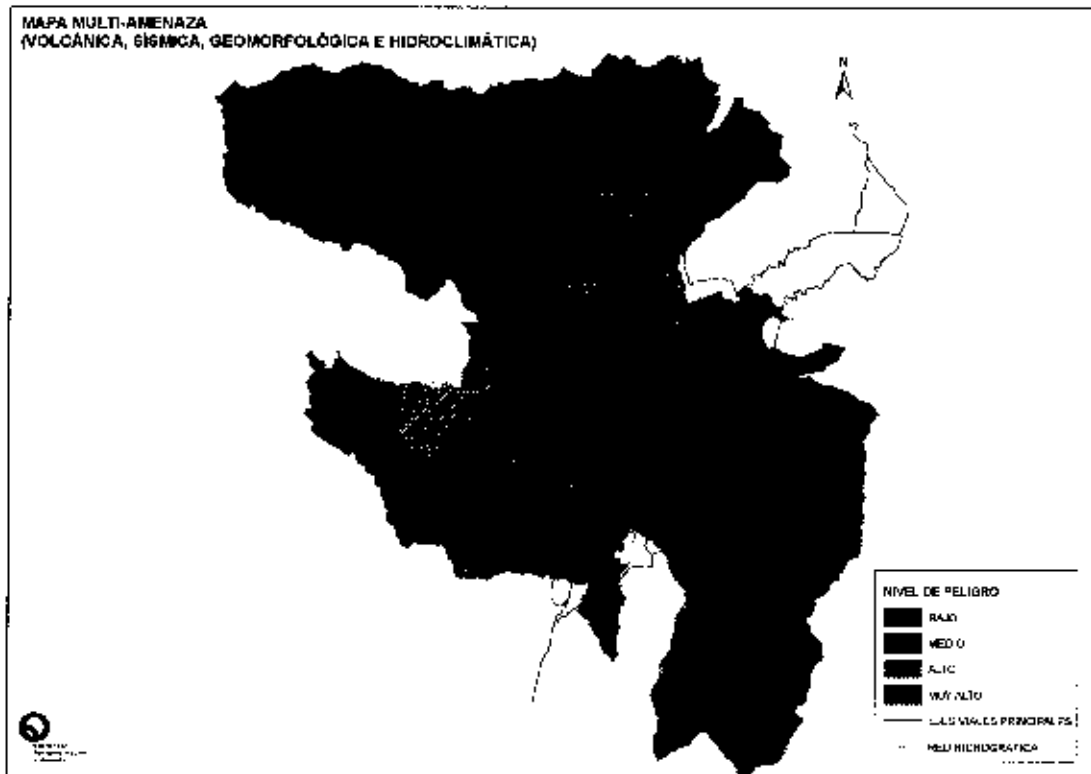 MAPA MULTI-AMENAZA
(VOLCÁNICA, SÍSMICA, GEOMORFOLÓGICA E HIDROCLIMÁTICA)
N
NIVEL DE PELIGRO
BAJO
MEDIO
ALTO
MUY ALTO
EJES VIALES PRINCIPALES
RED HIDROGRÁFICA